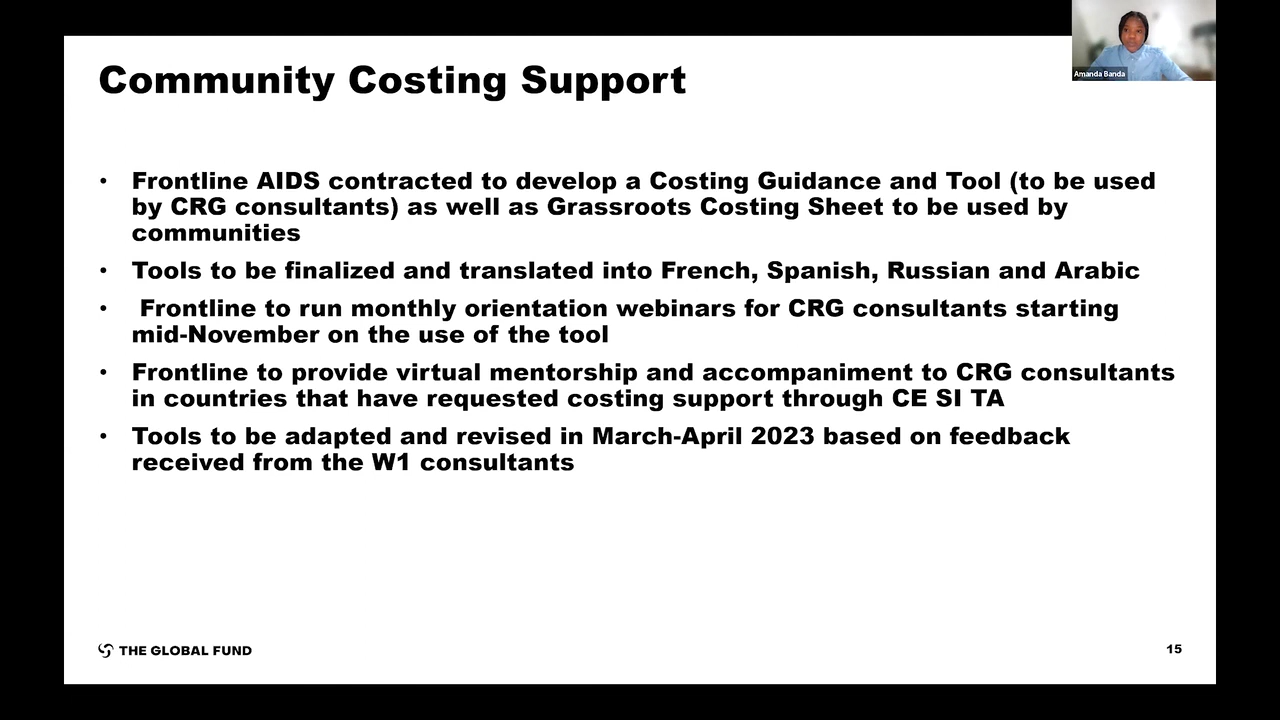 Amanda Banda
Community Costing Support
• Frontline AIDS contracted to develop a Costing Guidance and Tool (to be used
by CRG consultants) as well as Grassroots Costing Sheet to be used by
communities
• Tools to be finalized and translated into French, Spanish, Russian and Arabic
• Frontline to run monthly orientation webinars for CRG consultants starting
mid-November on the use of the tool
• Frontline to provide virtual mentorship and accompaniment to CRG consultants
in countries that have requested costing support through CE SI TA
• Tools to be adapted and revised in March-April 2023 based on feedback
received from the W1 consultants
THE GLOBAL FUND
15